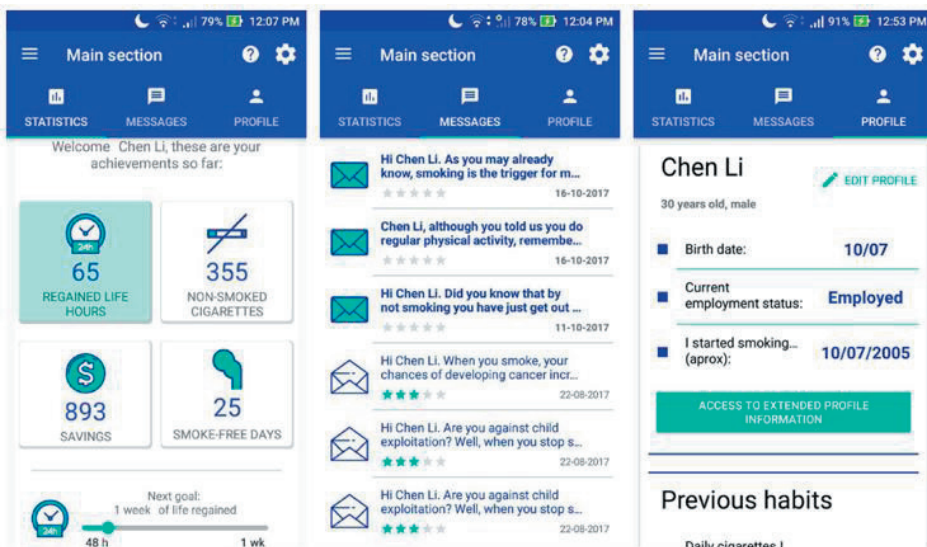 79% 12:07 PM
Main section
STATISTICS MESSAGES PROFILE
Welcome Chen Li, these are your
achievements so far:
24h
65
REGAINED LIFE
HOURS
355
NON-SMOKED
CIGARETTES
$
893
SAVINGS
25
SMOKE-FREE DAYS
Next goal:
1 week of life regained
24h
48 h 1 wk
78% 12:04 PM
Main section
STATISTICS MESSAGES PROFILE
Hi Chen Li. As you may already
know, smoking is the trigger for m...
16-10-2017
Chen Li, although you told us you do
regular physical activity, remembe...
16-10-2017
Hi Chen Li. Did you know that by
not smoking you have just get out ...
11-10-2017
Hi Chen Li. When you smoke, your
chances of developing cancer incr...
22-08-2017
Hi Chen Li. Are you against child
exploitation? Well, when you stop s...
22-08-2017
Hi Chen Li. Are you against child
exploitation? Well, when you stop s...
22-08-2017
91% 12:53 PM
Main section
STATISTICS MESSAGES PROFILE
Chen Li
EDIT PROFILE
30 years old, male
Birth date: 10/07
Current
employment status: Employed
I started smoking...
(aprox): 10/07/2005
ACCESS TO EXTENDED PROFILE
INFORMATION
Previous habits
Daily cigarettes I